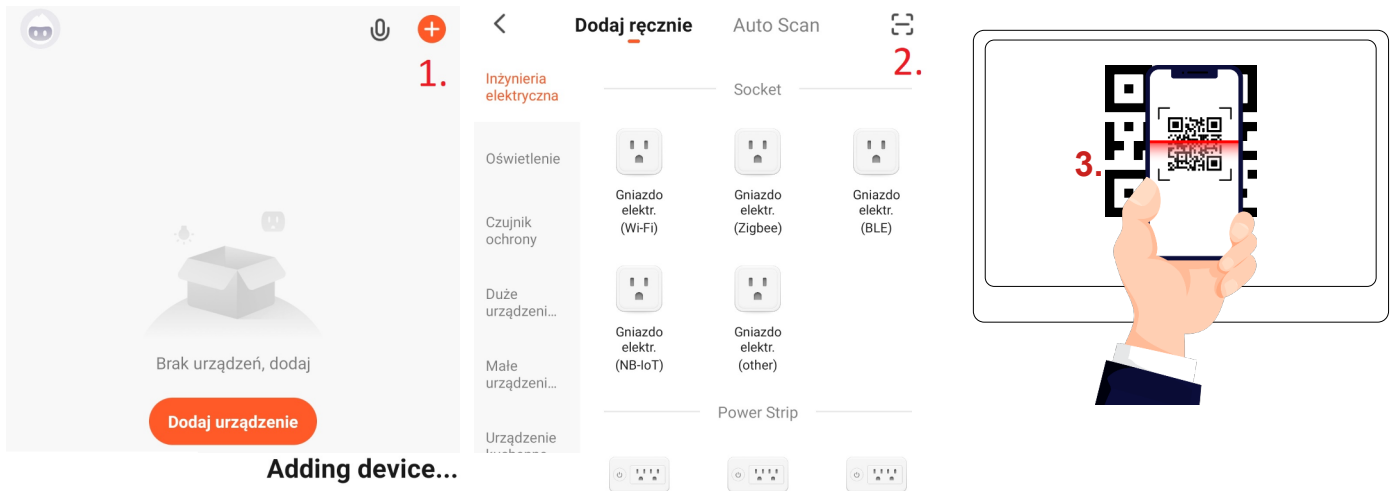 1.
Brak urządzeń, dodaj
Dodaj urządzenie
Adding device...
Dodaj ręcznie
Auto Scan
2.
Inżynieria
elektryczna
Oświetlenie
Czujnik
ochrony
Duże
urządzeni...
Małe
urządzeni...
Urządzenie
Socket
Gniazdo
elektr.
(Wi-Fi)
Gniazdo
elektr.
(Zigbee)
Gniazdo
elektr.
(BLE)
Gniazdo
elektr.
(NB-IoT)
Gniazdo
elektr.
(other)
Power Strip
3.